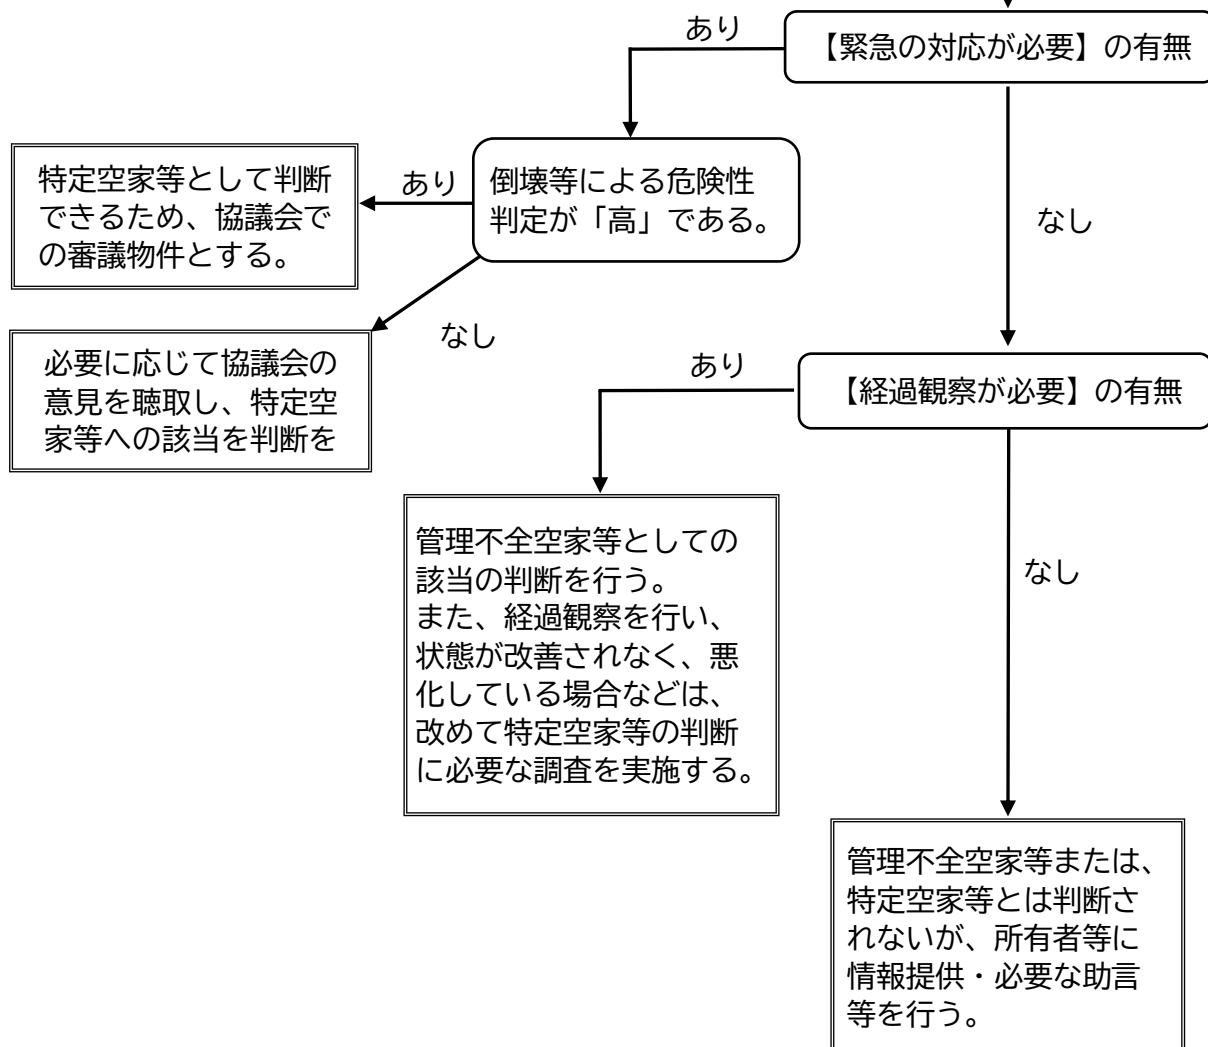 あり
【緊急の対応が必要】の有無
特定空家等として判断
できるため、協議会で
の審議物件とする。
あり
倒壊等による危険性
判定が「高」である。
なし
なし
必要に応じて協議会の
意見を聴取し、特定空
家等への該当を判断を
あり
【経過観察が必要】の有無
管理不全空家等としての
該当の判断を行う。
また、経過観察を行い、
状態が改善されなく、悪
化している場合などは、
改めて特定空家等の判断
に必要な調査を実施する。
なし
管理不全空家等または、
特定空家等とは判断さ
れないが、所有者等に
情報提供・必要な助言
等を行う。